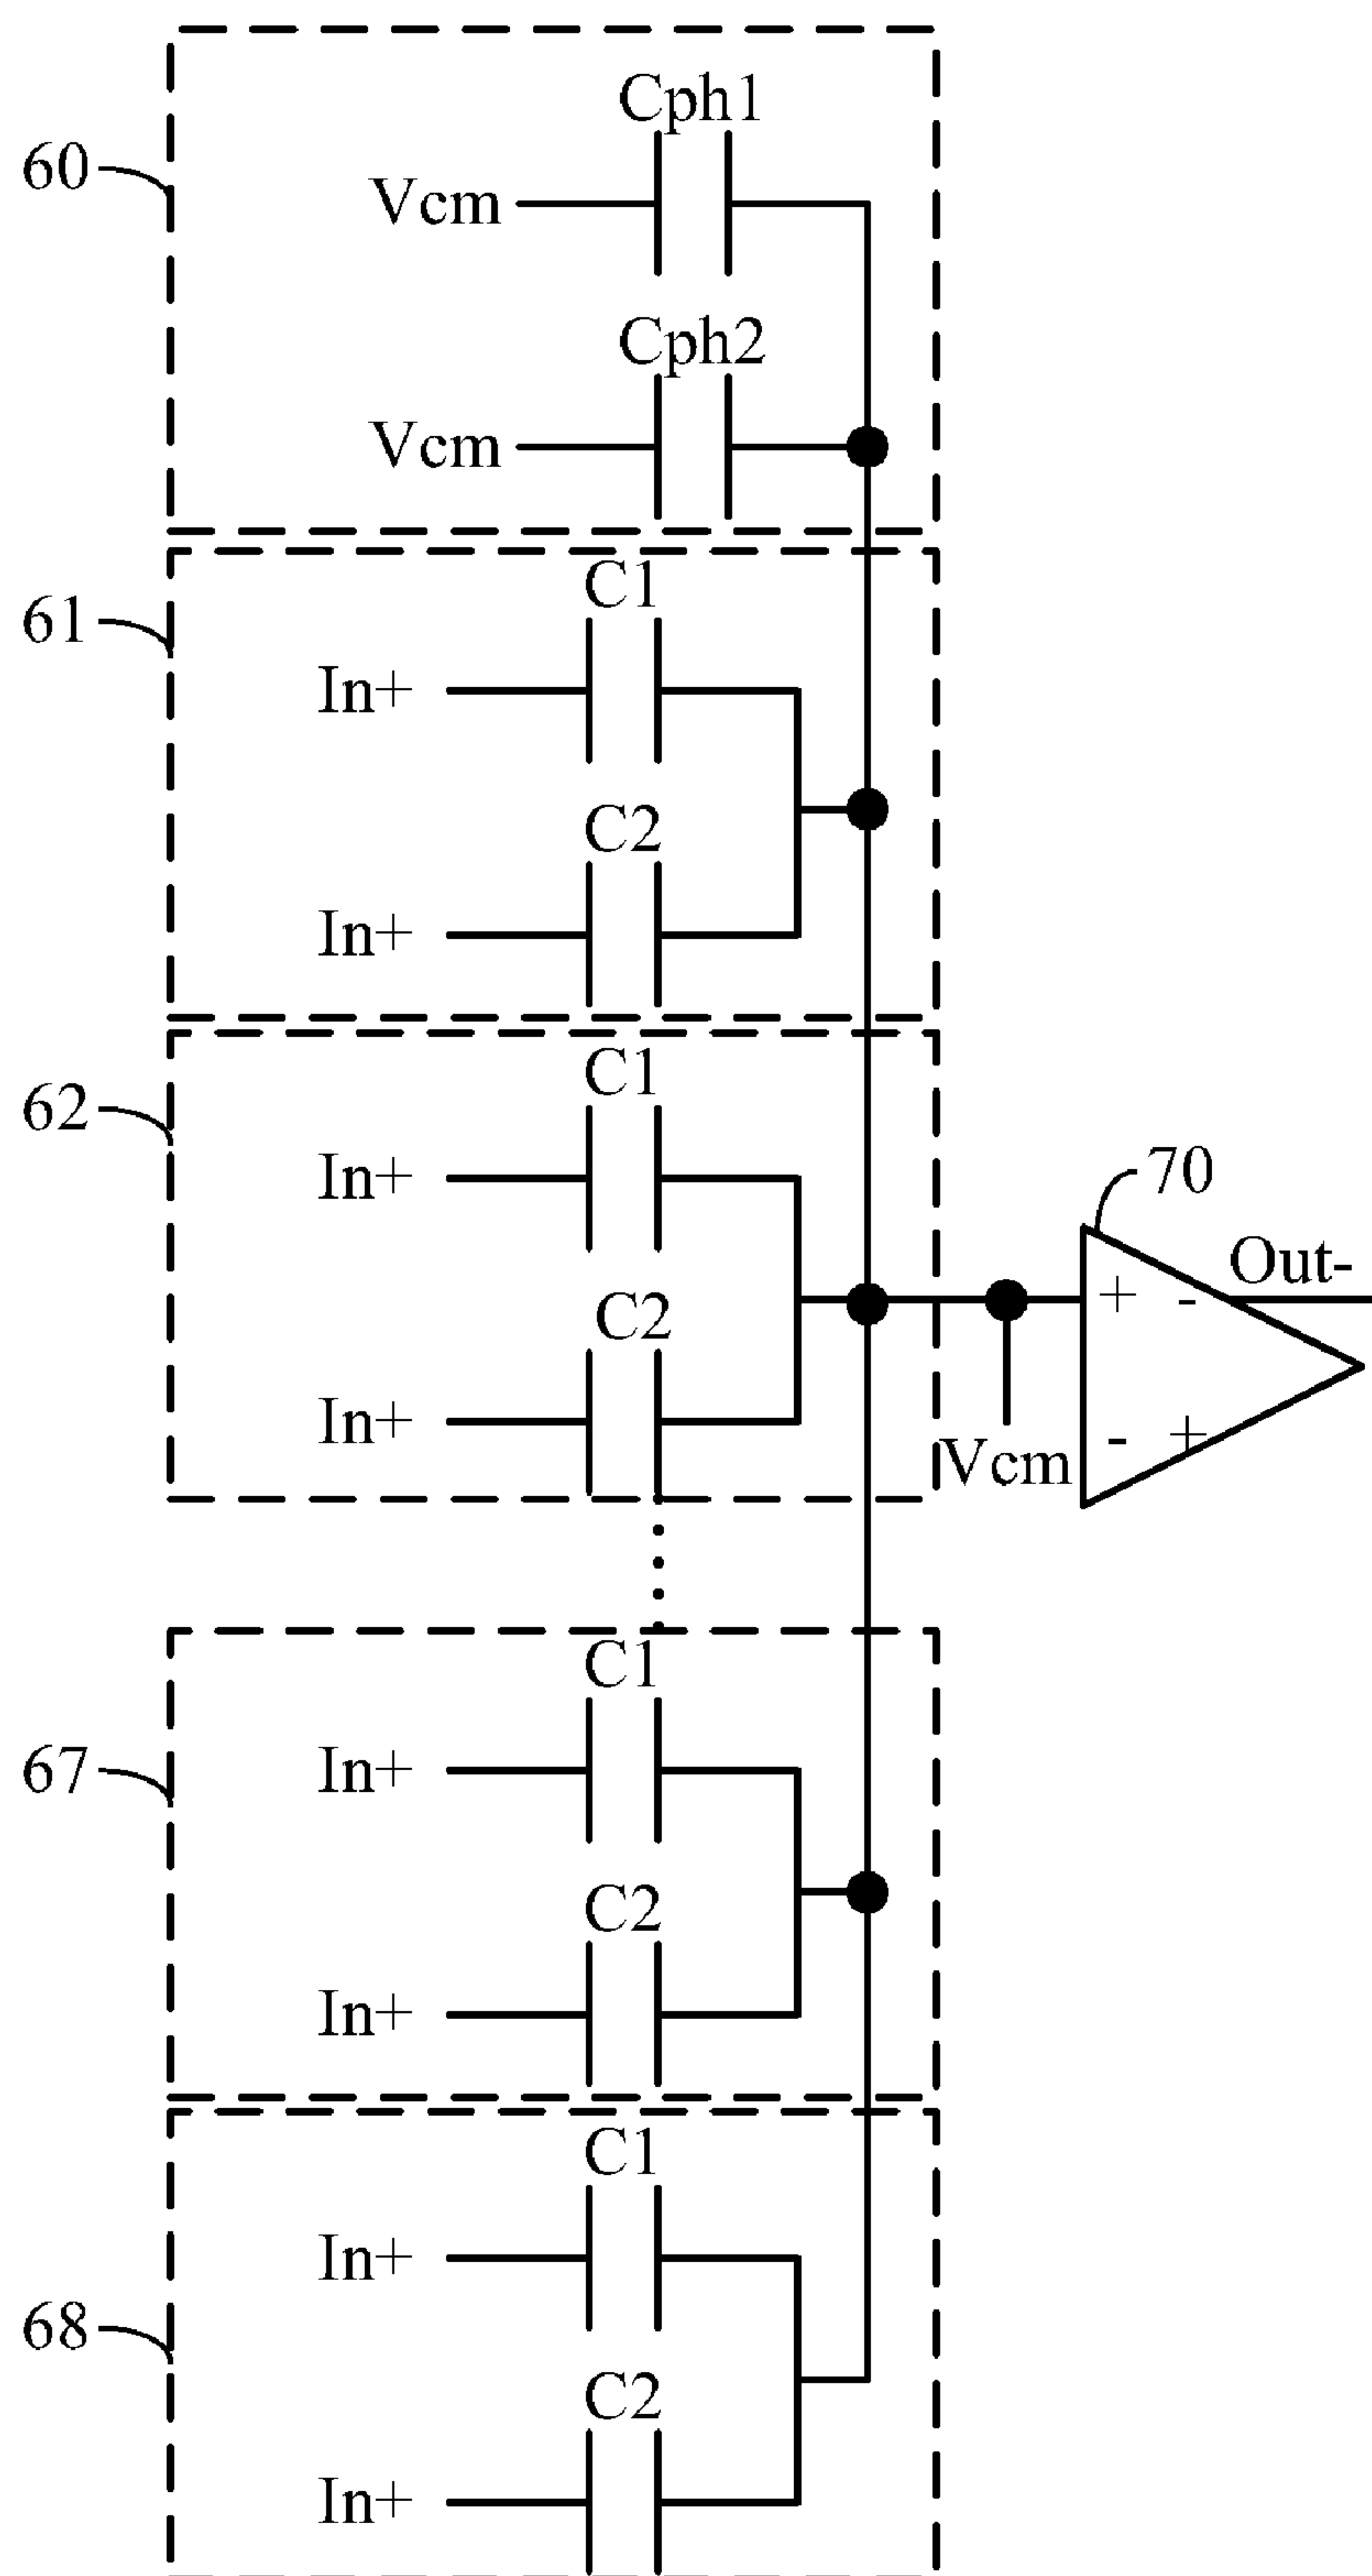 Cph1
60
Vcm
Cph2
Vcm
C1
61
In+
C2
In+
C1
62
In+
70
Out-
+ -
C2
In+
- +
Vcm
C1
67
In+
C2
In+
C1
In+
68
C2
In+